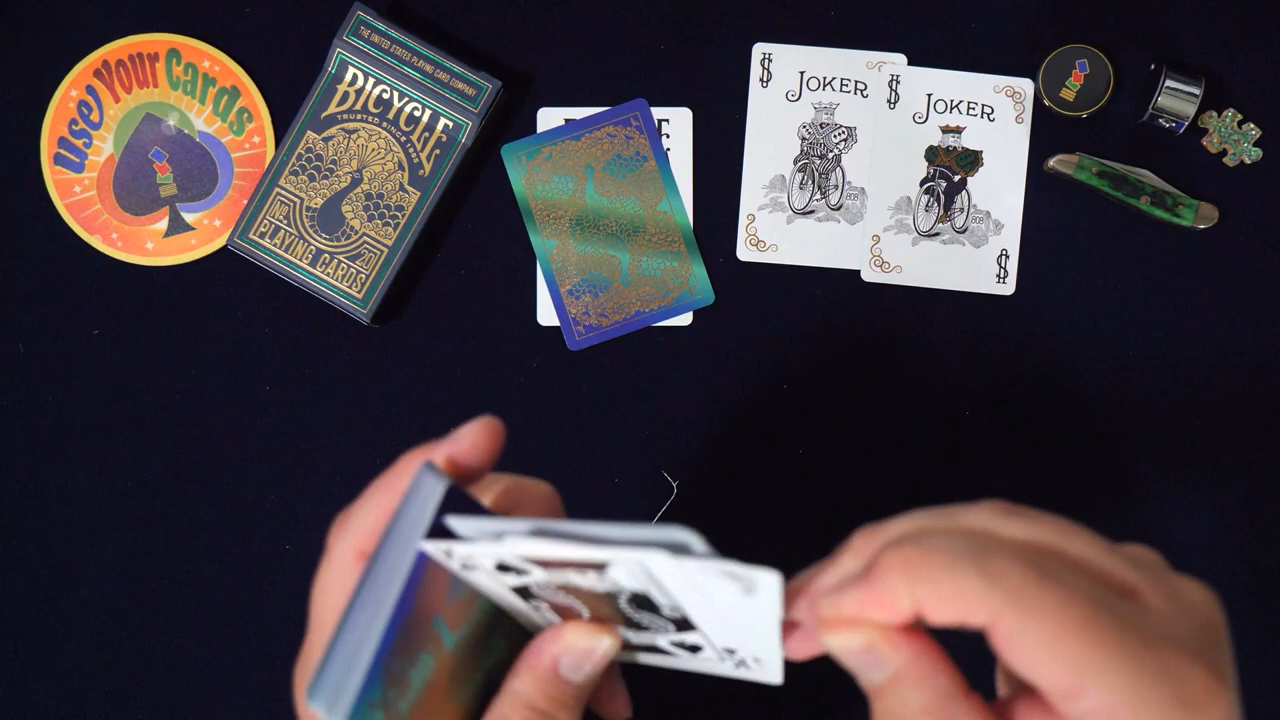 Use Your Cards
THE UNITED STATES PLAYING CARD COMPANY
BICYCLE
TRUSTED SINCE 1885
No. 20
PLAYING CARDS
JOKER
808
JOKER
808